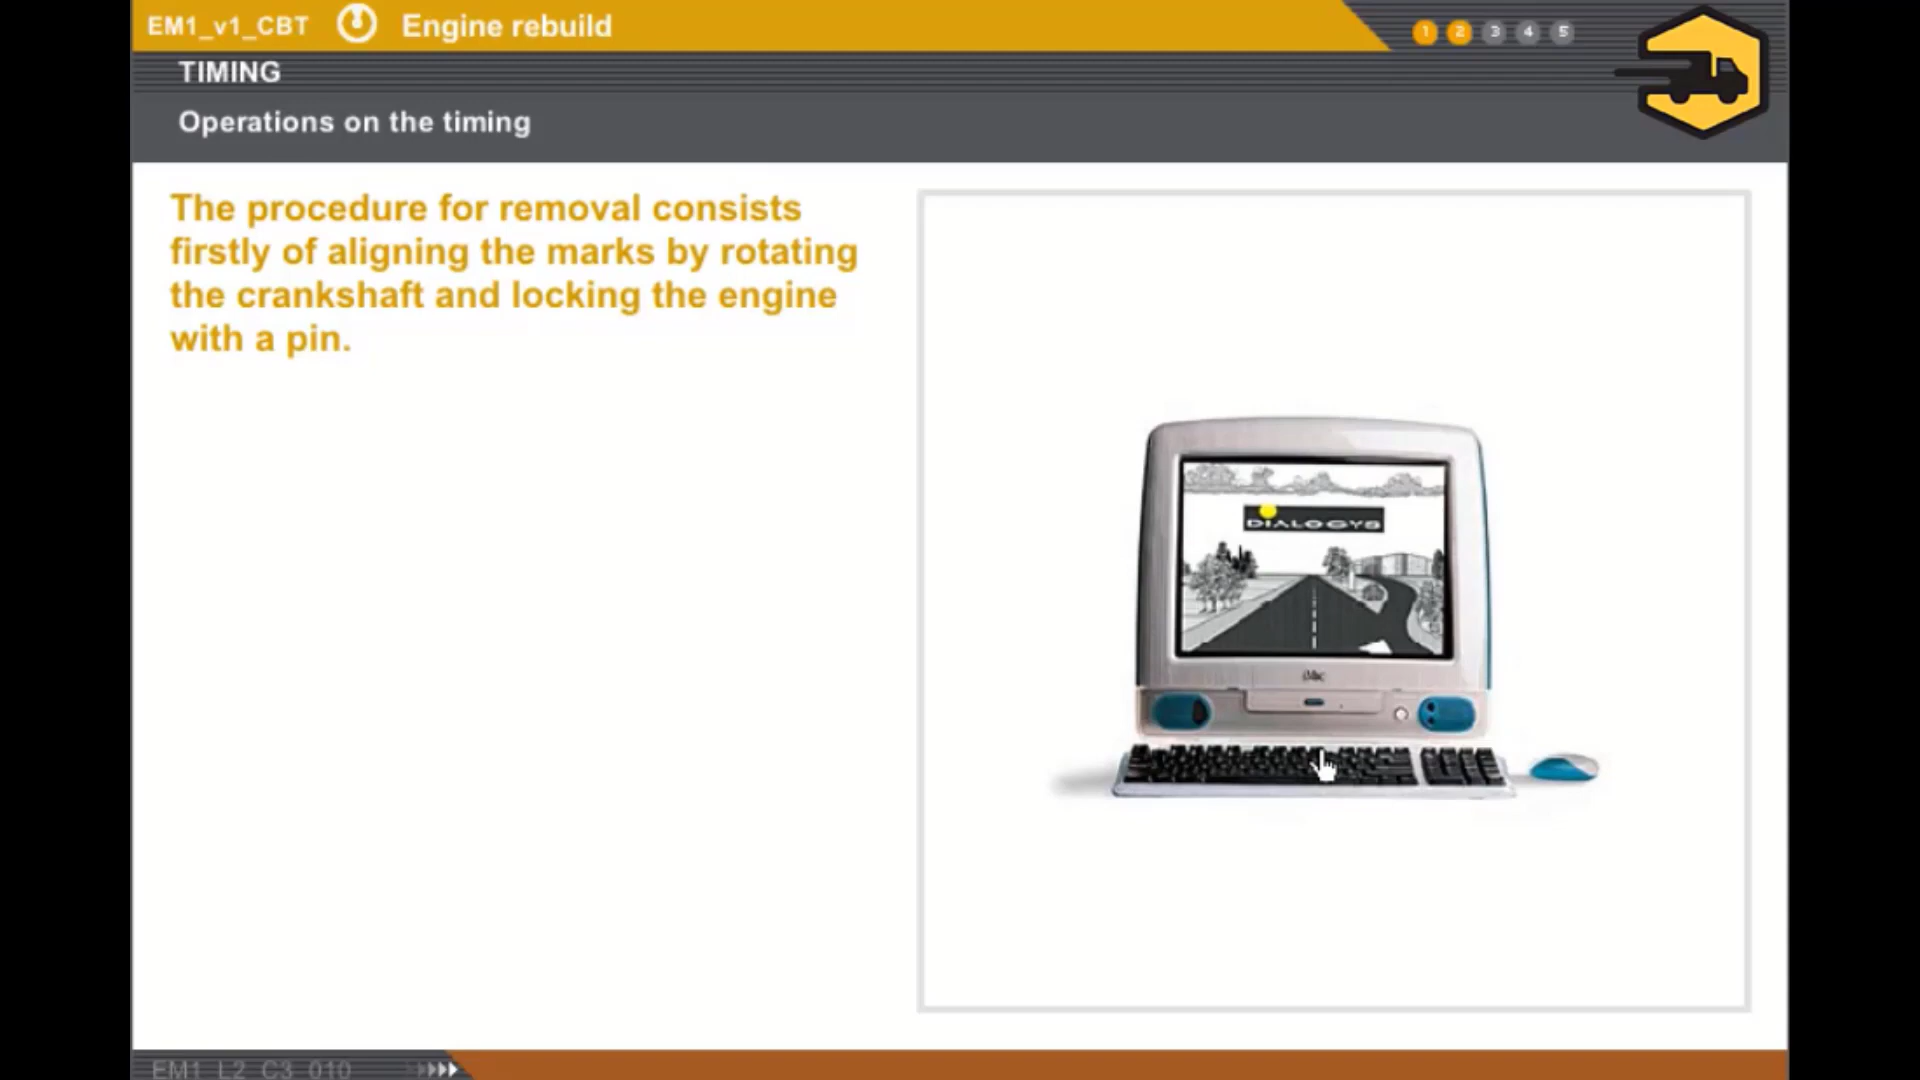 EM1_v1_CBT Engine rebuild
1 2 3 4 5
TIMING
Operations on the timing
The procedure for removal consists
firstly of aligning the marks by rotating
the crankshaft and locking the engine
with a pin.
DIALOGYS
iMac
EM1_L2_C3_010